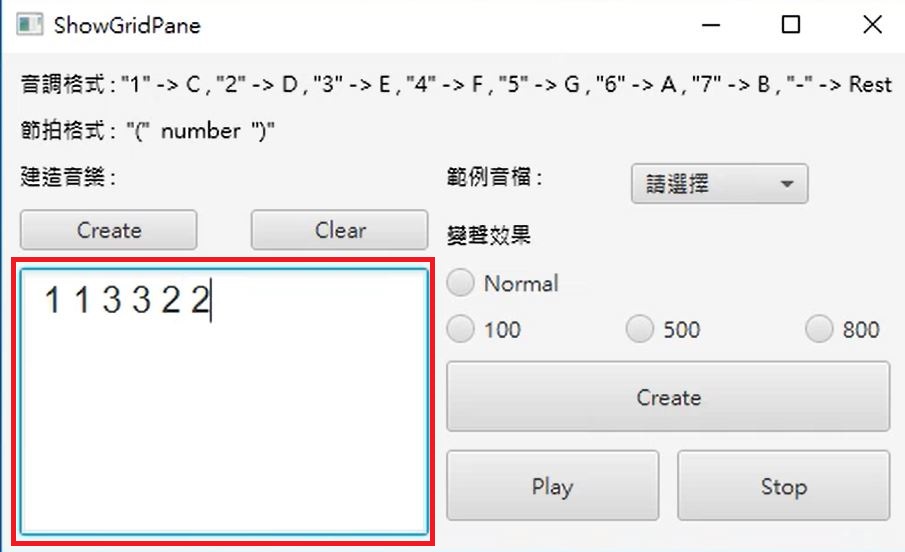 ShowGridPane
音調格式 : "1" -> C , "2" -> D , "3" -> E , "4" -> F , "5" -> G , "6" -> A , "7" -> B , "-" -> Rest
節拍格式 : "(" number ")"
建造音樂 :
Create Clear
1 1 3 3 2 2
範例音檔 : 請選擇
變聲效果
Normal
100 500 800
Create
Play Stop